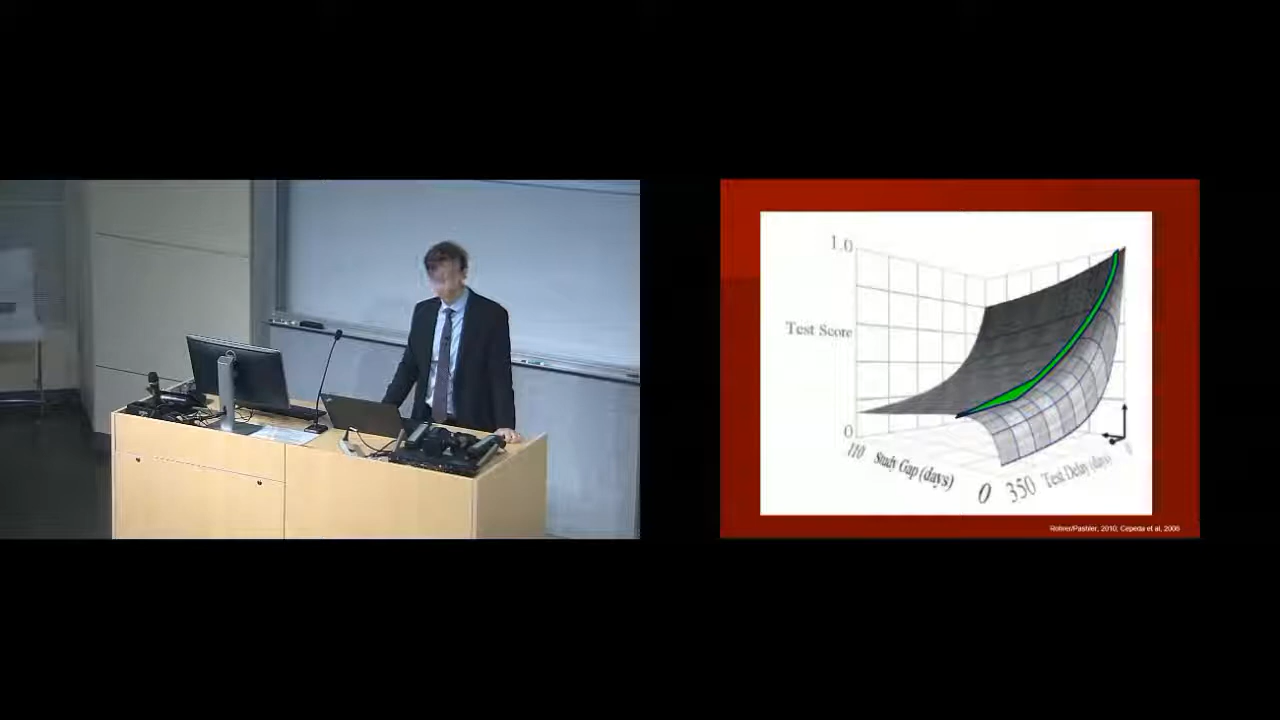 1.0
Test Score
0
110
Study Gap (days)
0
350
Test Delay (days)
0
Rohrer/Pashler, 2010; Cepeda et al, 2008